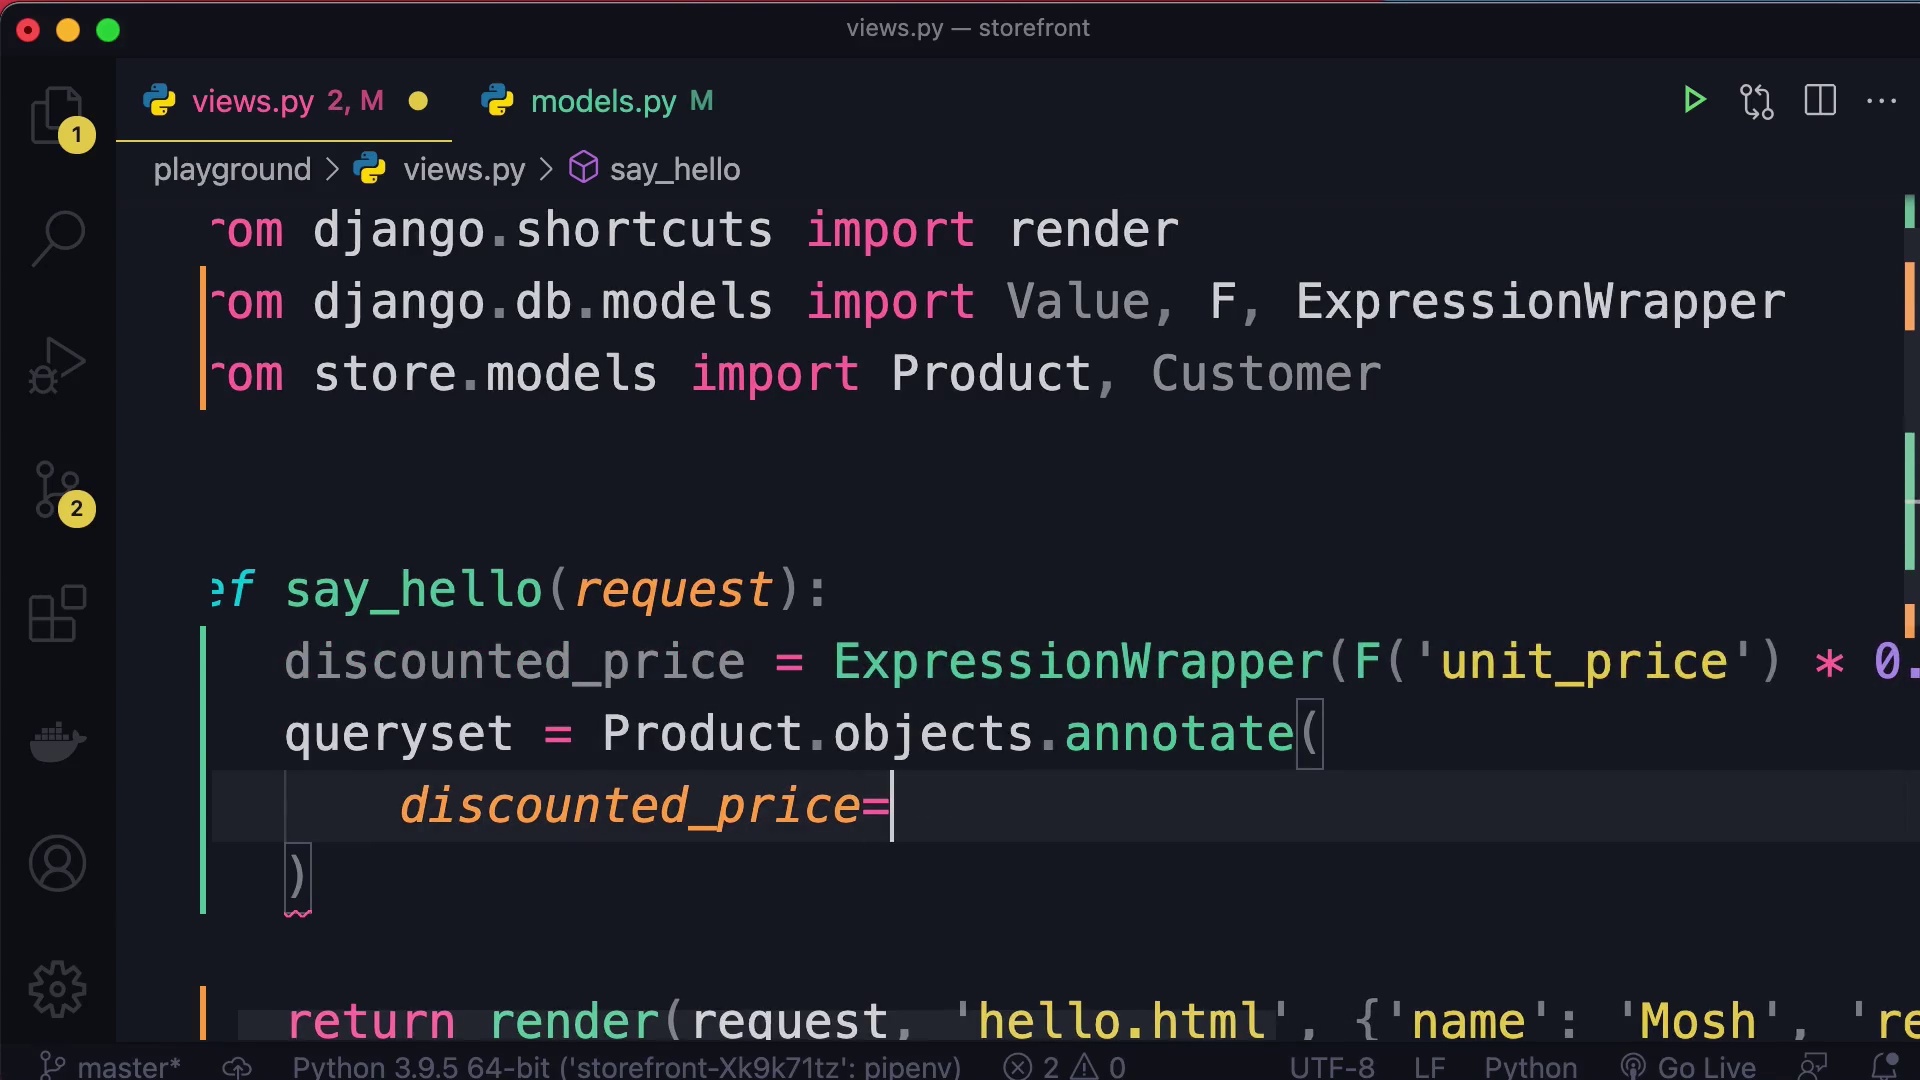 views.py — storefront
views.py 2, M models.py M
1
playground > views.py > say_hello
rom django.shortcuts import render
rom django.db.models import Value, F, ExpressionWrapper
rom store.models import Product, Customer
2
ef say_hello(request):
discounted_price = ExpressionWrapper(F('unit_price') * 0.
queryset = Product.objects.annotate(
discounted_price=
)
return render(request, 'hello.html', {'name': 'Mosh', 're
master* Python 3.9.5 64-bit ('storefront-Xk9k71tz': pipenv) 2 0 UTF-8 LF Python Go Live